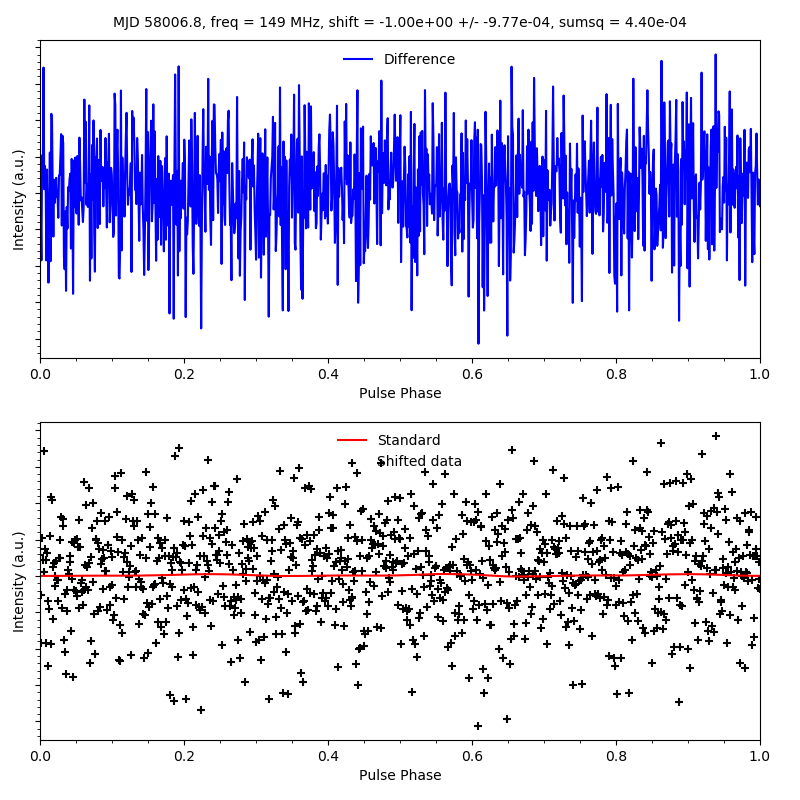 MJD 58006.8, freq = 149 MHz, shift = -1.00e+00 +/- -9.77e-04, sumsq = 4.40e-04
Difference
Intensity (a.u.)
0.0 0.2 0.4 0.6 0.8 1.0
Pulse Phase
Standard
Shifted data
Intensity (a.u.)
0.0 0.2 0.4 0.6 0.8 1.0
Pulse Phase